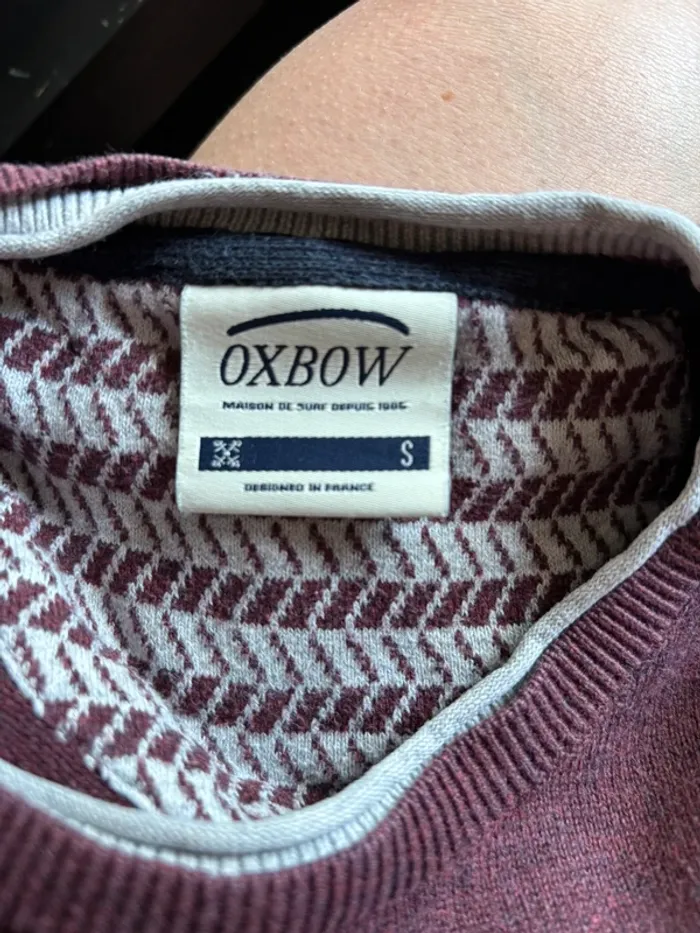 OXBOW
MAISON DE SURF DEPUIS 1985
S
DESIGNED IN FRANCE